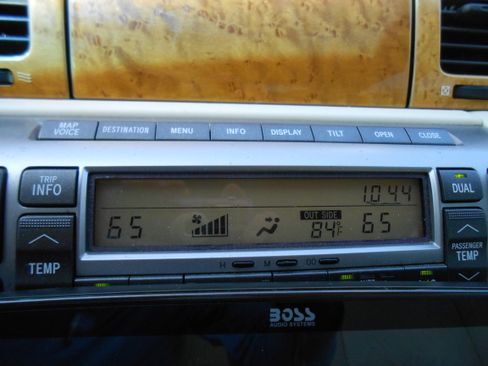 MAP VOICE DESTINATION MENU INFO DISPLAY TILT OPEN CLOSE
TRIP INFO
DUAL
10:44
65
OUT SIDE
84°F
65
TEMP
PASSENGER TEMP
H M :00
BOSS
AUDIO SYSTEMS